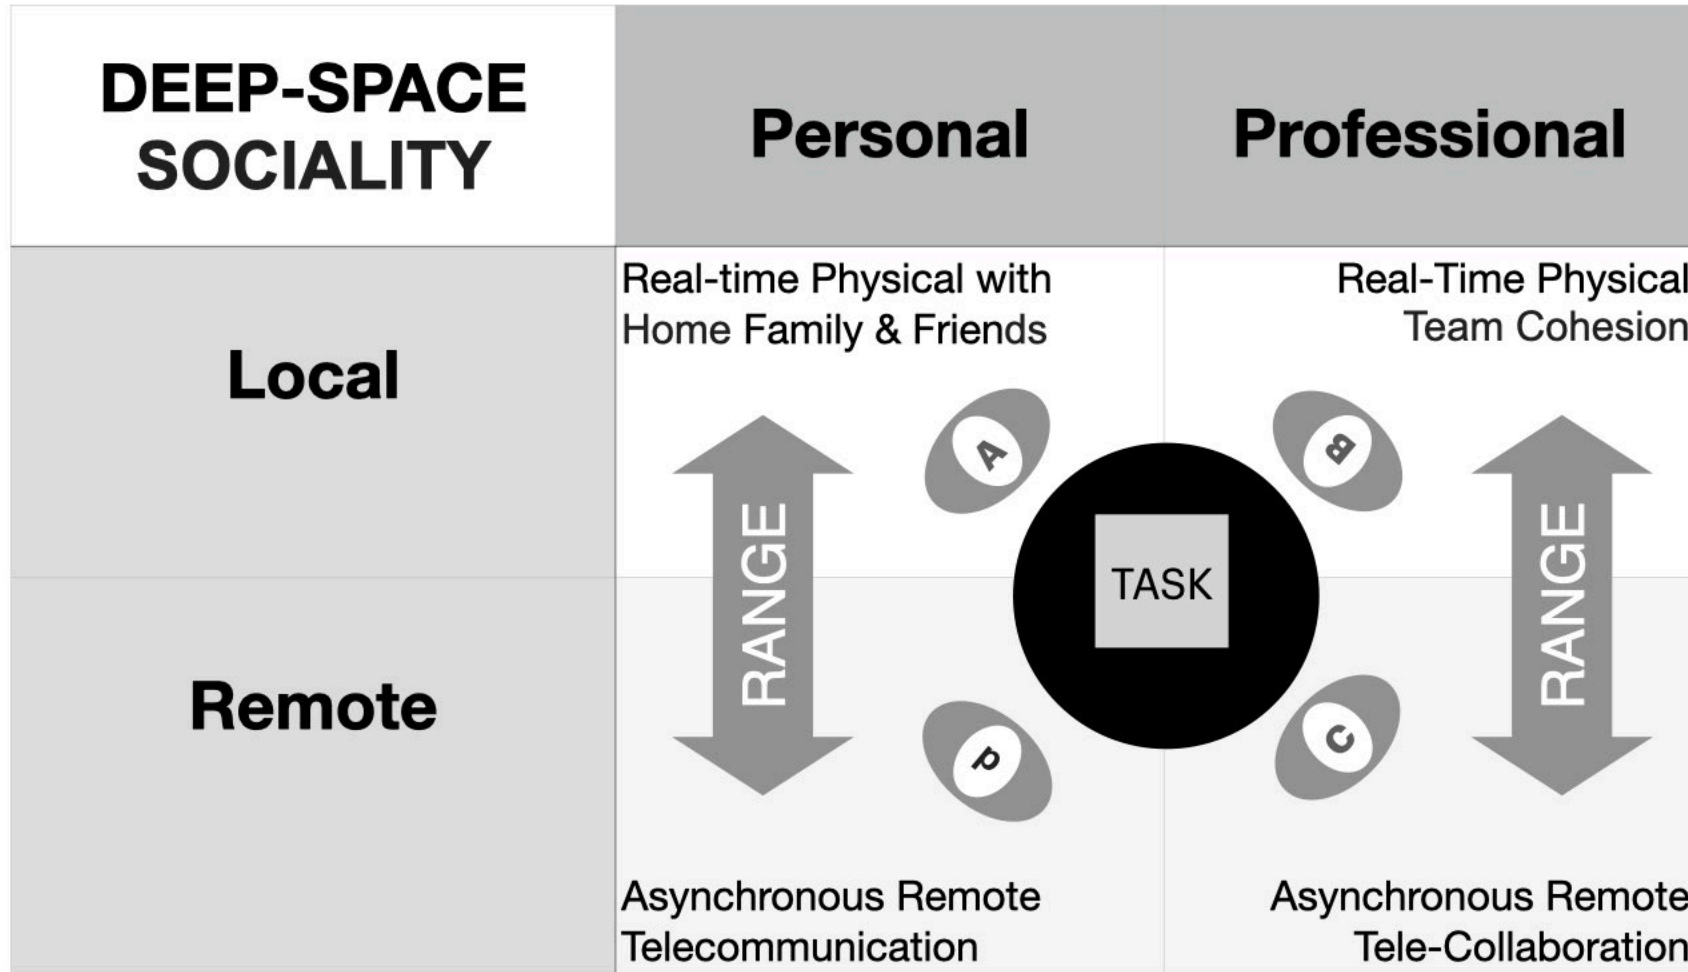 DEEP-SPACE
SOCIALITY
Personal
Professional
Local
Real-time Physical with
Home Family & Friends
Real-Time Physical
Team Cohesion
A
B
RANGE
TASK
RANGE
Remote
d
C
Asynchronous Remote
Telecommunication
Asynchronous Remote
Tele-Collaboration